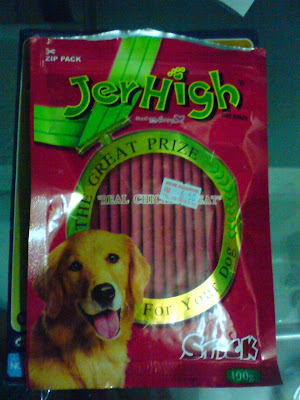 ZIP PACK
JerHigh
THE GREAT PRIZE
"REAL CHICKEN MEAT"
For Your Dog
Stick
100g.